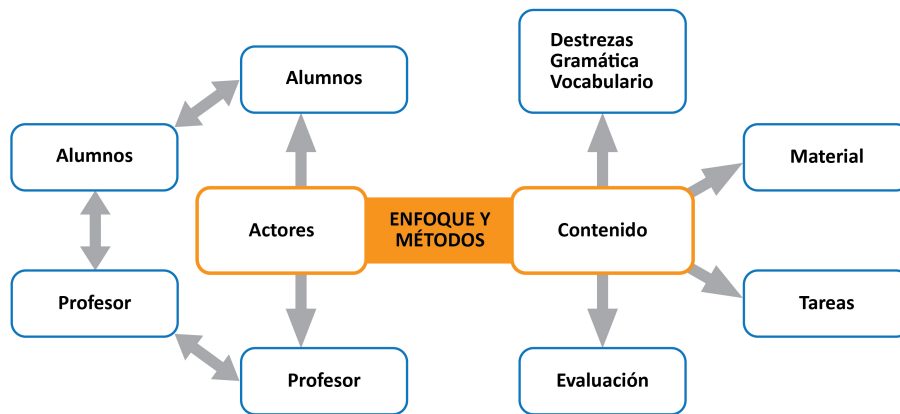 Alumnos
Alumnos
Profesor
Profesor
Actores
ENFOQUE Y
MÉTODOS
Contenido
Destrezas
Gramática
Vocabulario
Material
Tareas
Evaluación